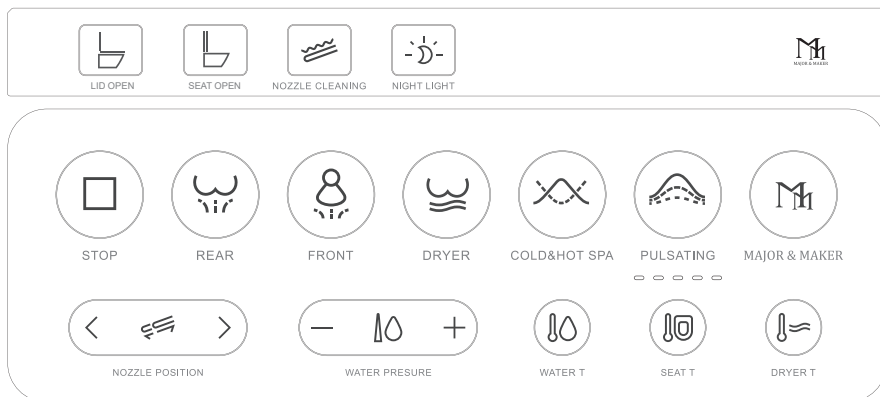 MAJOR & MAKER
LID OPEN
SEAT OPEN
NOZZLE CLEANING
NIGHT LIGHT
STOP
REAR
FRONT
DRYER
COLD&HOT SPA
PULSATING
MAJOR & MAKER
NOZZLE POSITION
WATER PRESURE
WATER T
SEAT T
DRYER T